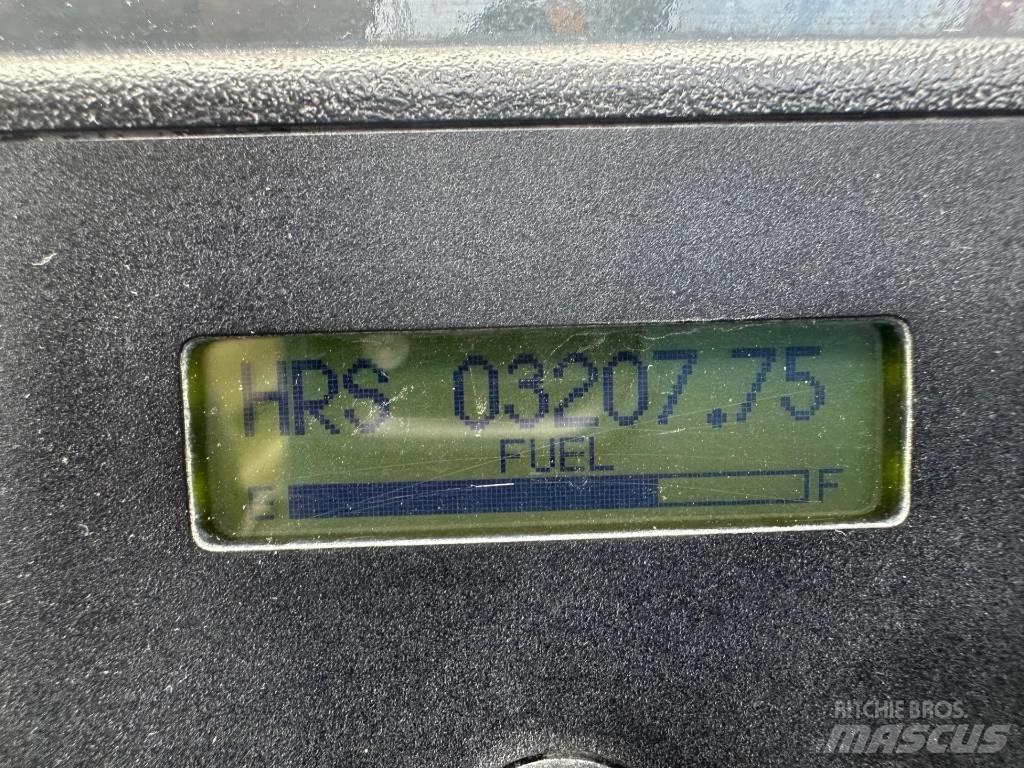 HRS 03207.75
FUEL
E F
RITCHIE BROS.
MASCUS